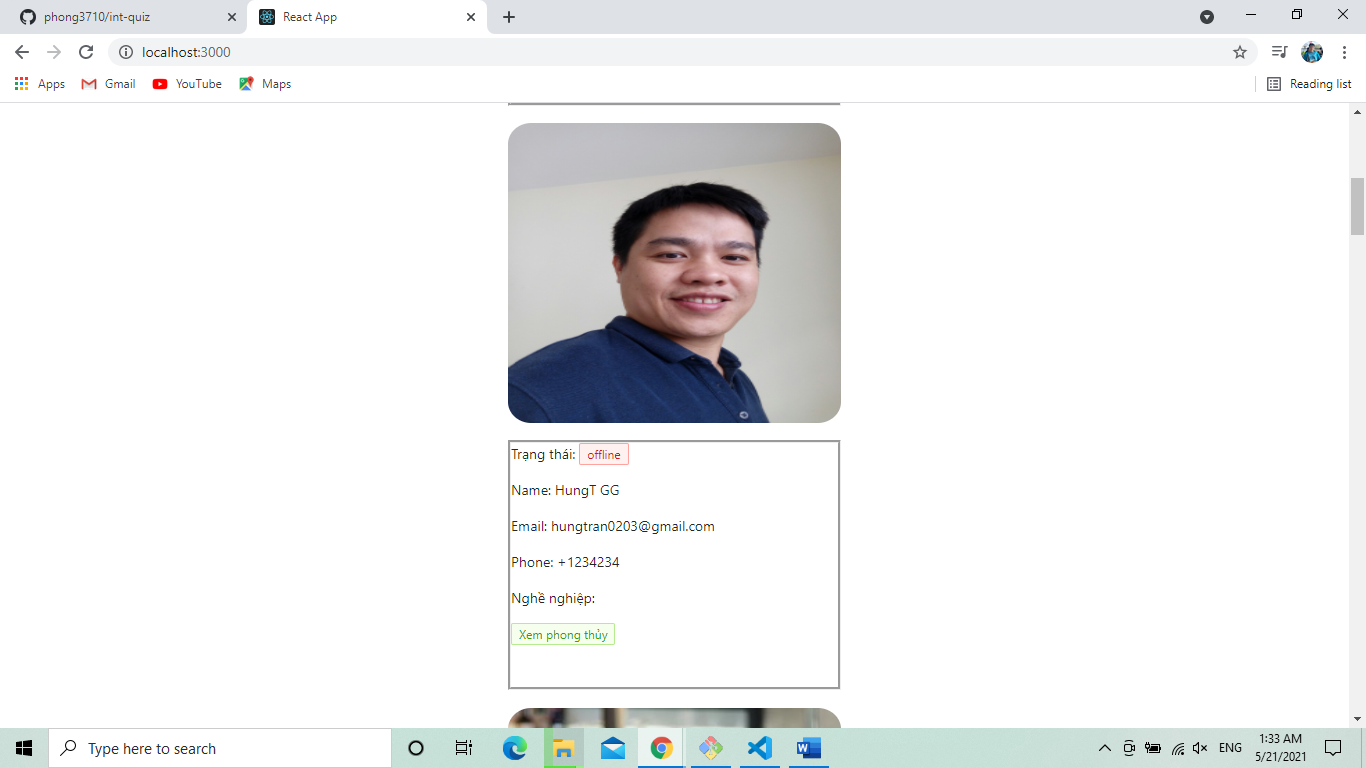 phong3710/int-quiz
React App
localhost:3000
Apps
Gmail
YouTube
Maps
Reading list
Trạng thái: offline
Name: HungT GG
Email: hungtran0203@gmail.com
Phone: +1234234
Nghề nghiệp:
Xem phong thủy
Type here to search
ENG
1:33 AM
5/21/2021